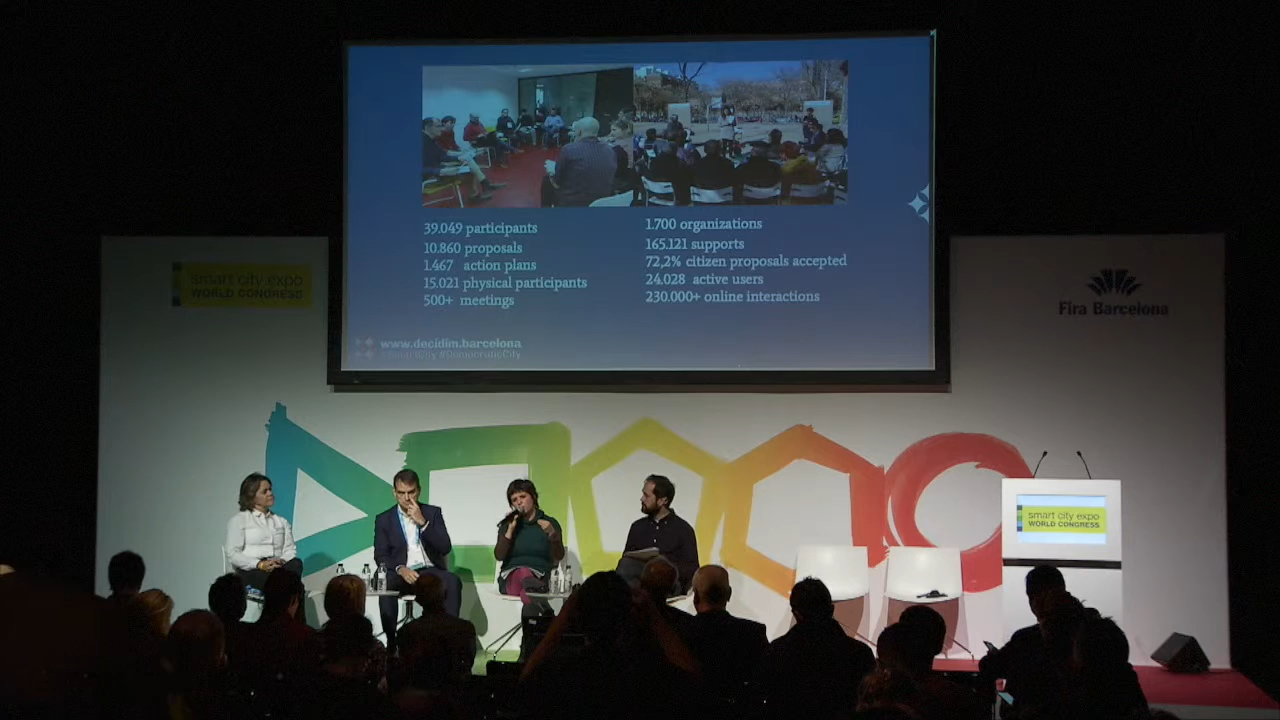 39.049 participants
10.860 proposals
1.467 action plans
15.021 physical participants
500+ meetings
1.700 organizations
165.121 supports
72,2% citizen proposals accepted
24.028 active users
230.000+ online interactions
www.decidim.barcelona
#SmartCity #DemocraticCity
smart city expo
WORLD CONGRESS
Fira Barcelona
smart city expo
WORLD CONGRESS